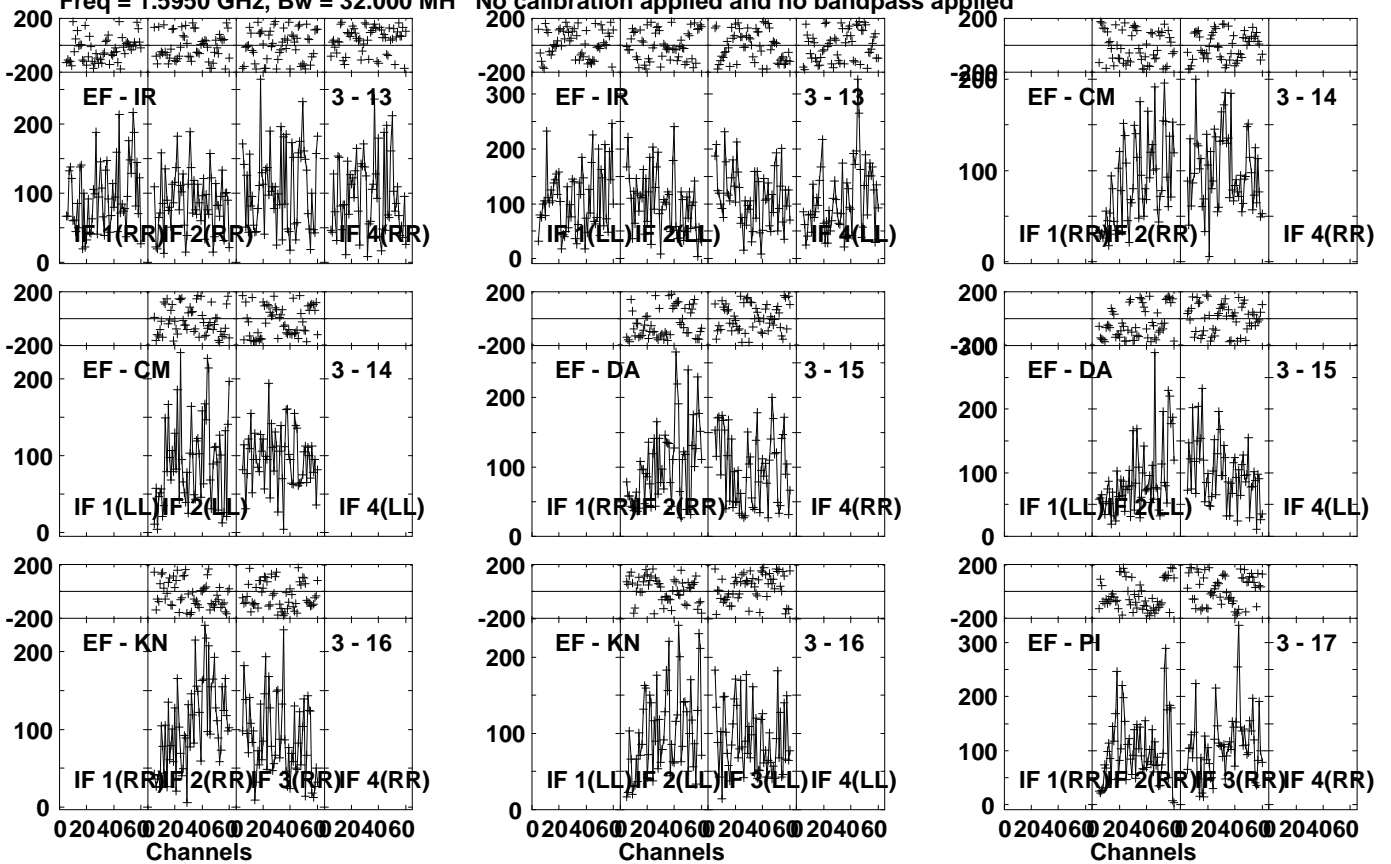 Freq = 1.5950 GHz, Bw = 32.000 MH No calibration applied and no bandpass applied
200
-200
EF - IR 3 - 13
200
100
0
IF 1(RR) IF 2(RR) IF 4(RR)
200
-200
EF - IR 3 - 13
300
200
100
0
IF 1(LL) IF 2(LL) IF 4(LL)
200
-200
EF - CM 3 - 14
200
100
0
IF 1(RR) IF 2(RR) IF 4(RR)
200
-200
EF - CM 3 - 14
200
100
0
IF 1(LL) IF 2(LL) IF 4(LL)
200
-200
EF - DA 3 - 15
200
100
0
IF 1(RR) IF 2(RR) IF 4(RR)
200
-200
EF - DA 3 - 15
300
200
100
0
IF 1(LL) IF 2(LL) IF 4(LL)
200
-200
EF - KN 3 - 16
200
100
0
IF 1(RR) IF 2(RR) IF 3(RR) IF 4(RR)
0 20 40 60 0 20 40 60 0 20 40 60 0 20 40 60
Channels
200
-200
EF - KN 3 - 16
200
100
0
IF 1(LL) IF 2(LL) IF 3(LL) IF 4(LL)
0 20 40 60 0 20 40 60 0 20 40 60 0 20 40 60
Channels
200
-200
EF - PI 3 - 17
300
200
100
0
IF 1(RR) IF 2(RR) IF 3(RR) IF 4(RR)
0 20 40 60 0 20 40 60 0 20 40 60 0 20 40 60
Channels